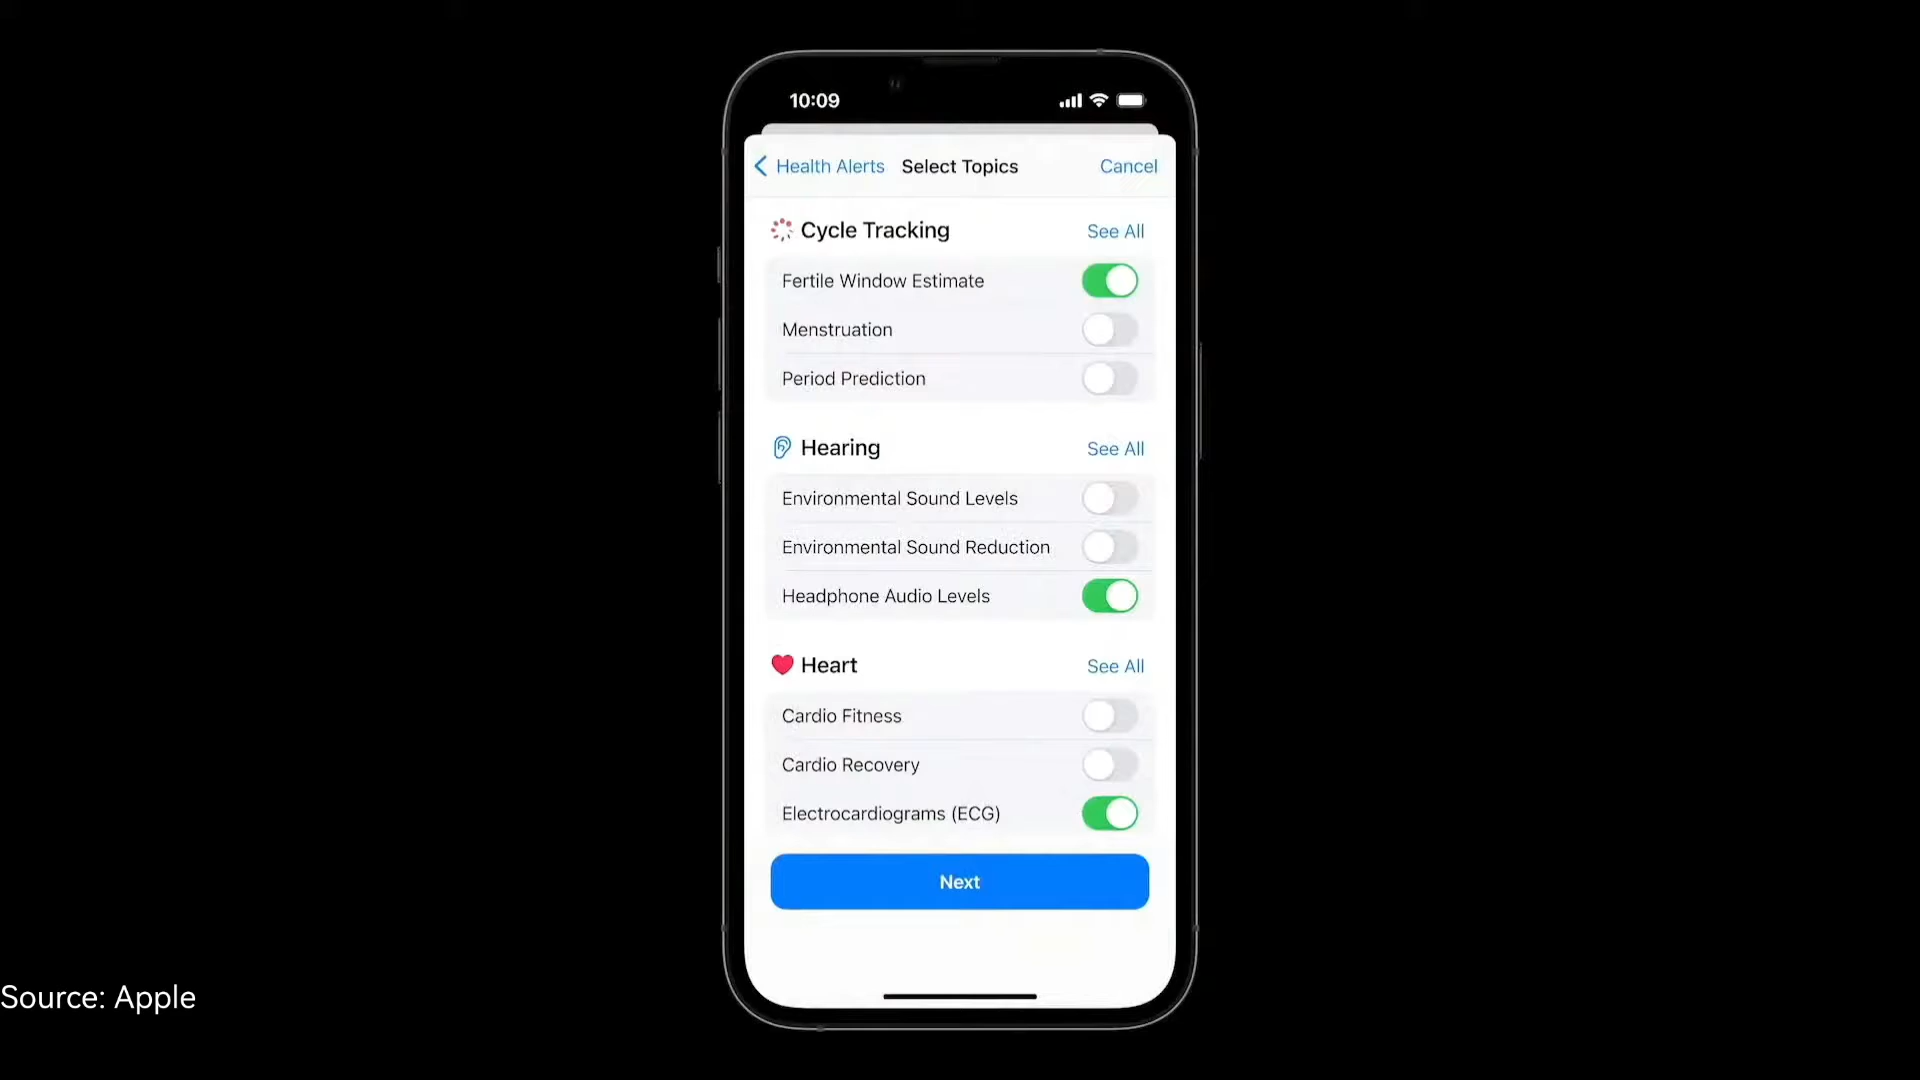 10:09
Health Alerts Select Topics Cancel
Cycle Tracking See All
Fertile Window Estimate
Menstruation
Period Prediction
Hearing See All
Environmental Sound Levels
Environmental Sound Reduction
Headphone Audio Levels
Heart See All
Cardio Fitness
Cardio Recovery
Electrocardiograms (ECG)
Next
Source: Apple